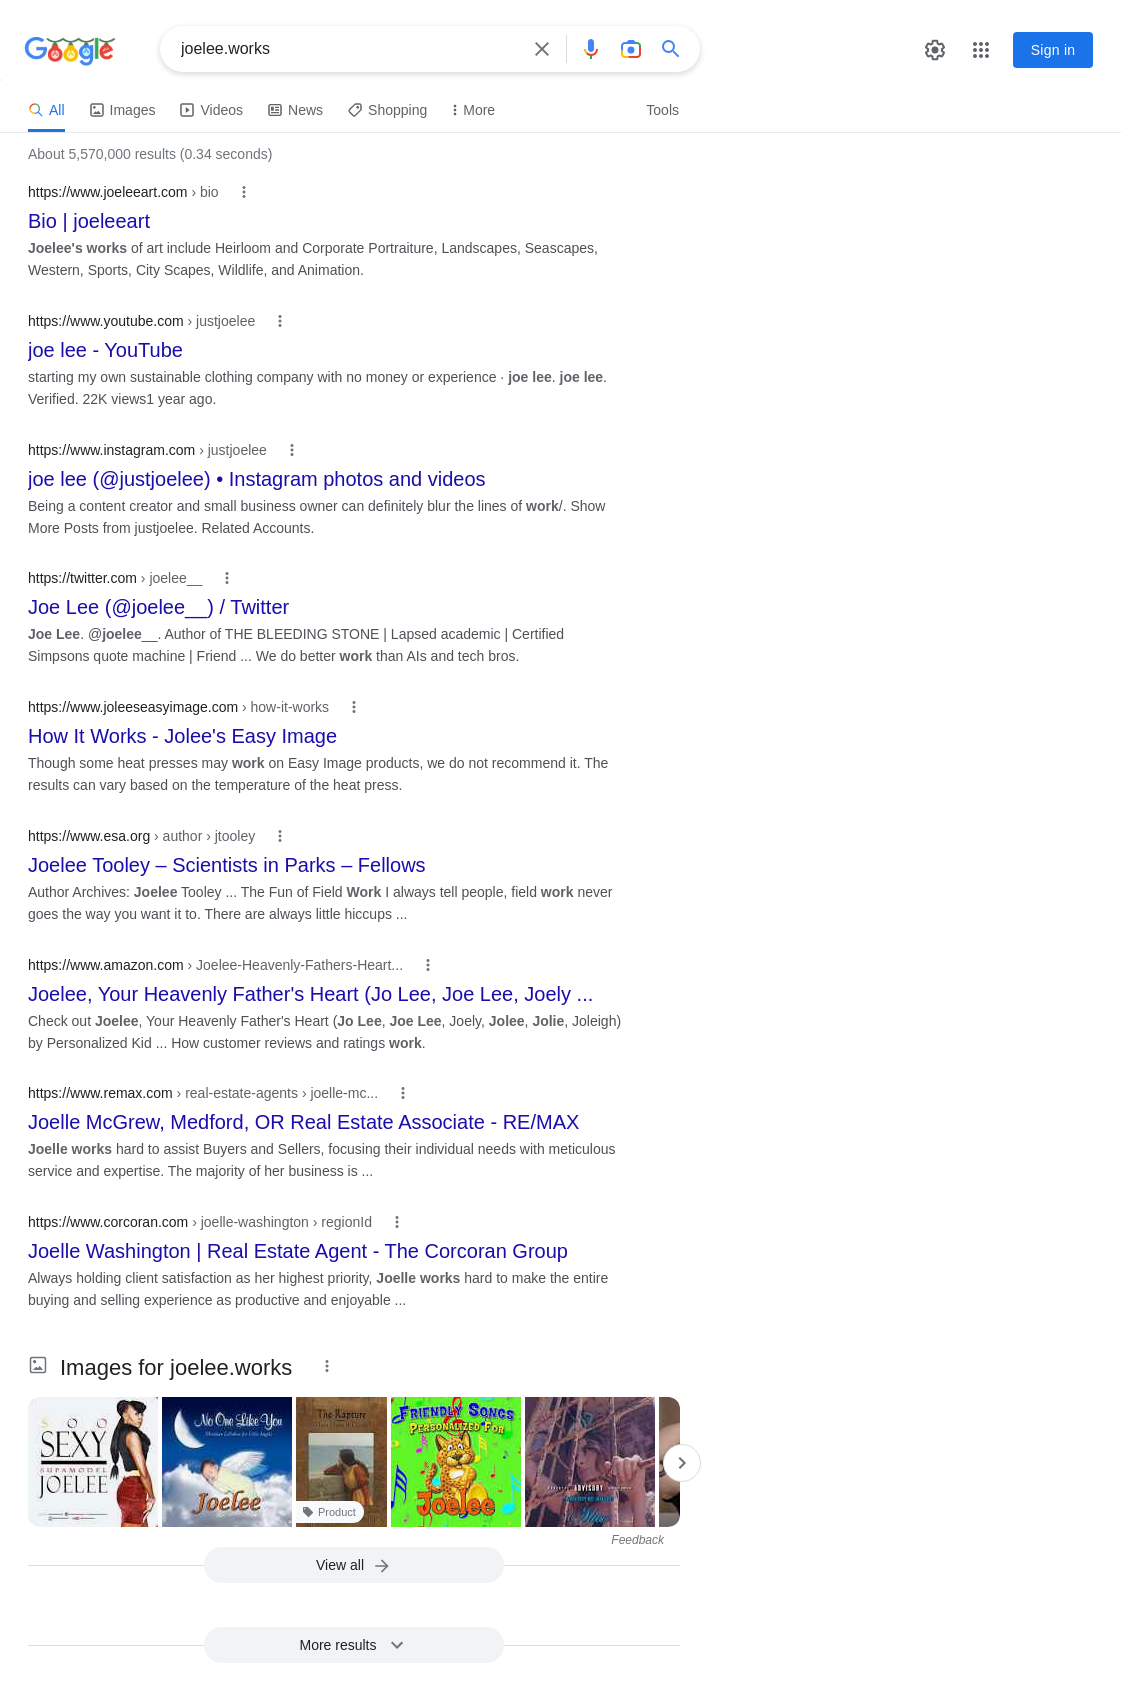 Google
joelee.works
Sign in
All
Images
Videos
News
Shopping
More
Tools
About 5,570,000 results (0.34 seconds)
https://www.joeleeart.com › bio
Bio | joeleeart
Joelee's works of art include Heirloom and Corporate Portraiture, Landscapes, Seascapes,
Western, Sports, City Scapes, Wildlife, and Animation.
https://www.youtube.com › justjoelee
joe lee - YouTube
starting my own sustainable clothing company with no money or experience · joe lee. joe lee.
Verified. 22K views1 year ago.
https://www.instagram.com › justjoelee
joe lee (@justjoelee) • Instagram photos and videos
Being a content creator and small business owner can definitely blur the lines of work/. Show
More Posts from justjoelee. Related Accounts.
https://twitter.com › joelee__
Joe Lee (@joelee__) / Twitter
Joe Lee. @joelee__. Author of THE BLEEDING STONE | Lapsed academic | Certified
Simpsons quote machine | Friend ... We do better work than AIs and tech bros.
https://www.joleeseasyimage.com › how-it-works
How It Works - Jolee's Easy Image
Though some heat presses may work on Easy Image products, we do not recommend it. The
results can vary based on the temperature of the heat press.
https://www.esa.org › author › jtooley
Joelee Tooley – Scientists in Parks – Fellows
Author Archives: Joelee Tooley ... The Fun of Field Work I always tell people, field work never
goes the way you want it to. There are always little hiccups ...
https://www.amazon.com › Joelee-Heavenly-Fathers-Heart...
Joelee, Your Heavenly Father's Heart (Jo Lee, Joe Lee, Joely ...
Check out Joelee, Your Heavenly Father's Heart (Jo Lee, Joe Lee, Joely, Jolee, Jolie, Joleigh)
by Personalized Kid ... How customer reviews and ratings work.
https://www.remax.com › real-estate-agents › joelle-mc...
Joelle McGrew, Medford, OR Real Estate Associate - RE/MAX
Joelle works hard to assist Buyers and Sellers, focusing their individual needs with meticulous
service and expertise. The majority of her business is ...
https://www.corcoran.com › joelle-washington › regionId
Joelle Washington | Real Estate Agent - The Corcoran Group
Always holding client satisfaction as her highest priority, Joelle works hard to make the entire
buying and selling experience as productive and enjoyable ...
Images for joelee.works
SOO
SEXY
SUPAMODEL
JOELEE
No One Like You
Christian Lullabies for Little Angels
Joelee
The Rapture
Product
FRIENDLY SONGS
PERSONALIZED FOR
Joelee
ADVISORY
Feedback
View all
More results